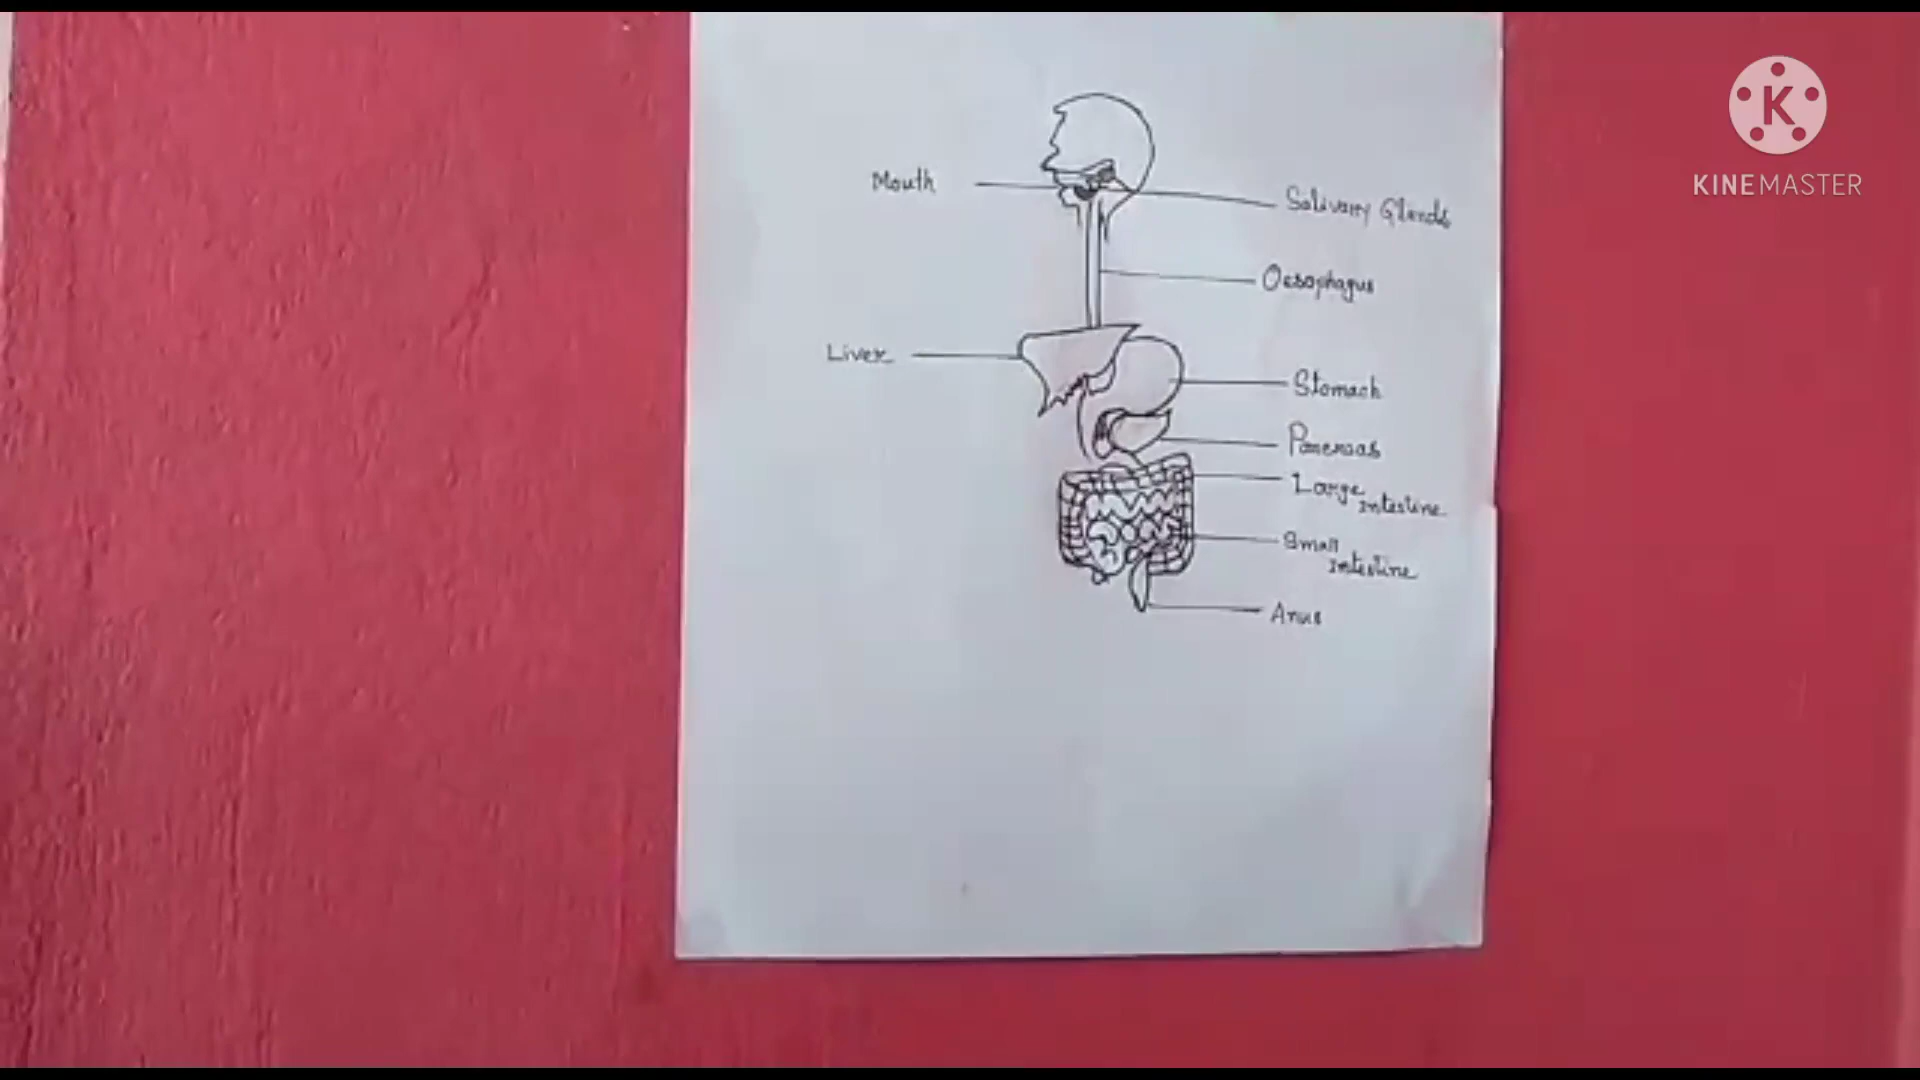 Mouth
Salivary Glands
Oesophagus
Liver
Stomach
Pancreas
Large
intestine
Small
intestine
Anus
KINEMASTER